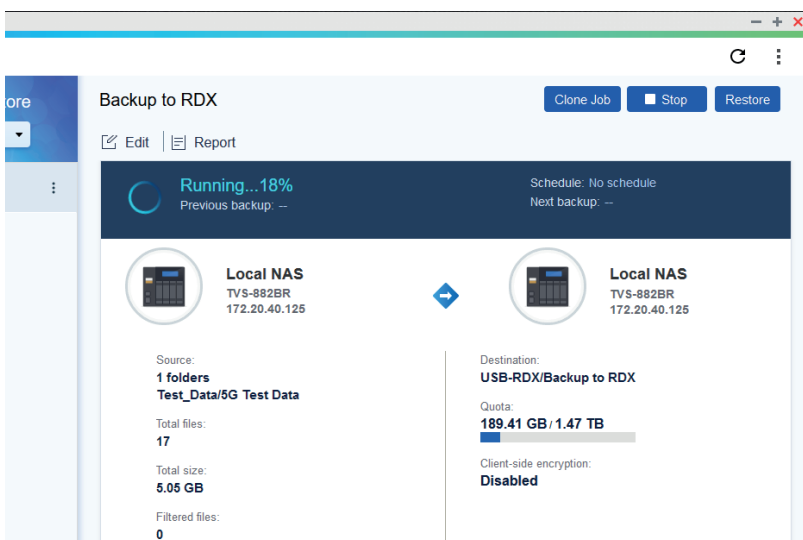 ore
Backup to RDX
Clone Job
Stop
Restore
Edit
Report
Running...18%
Previous backup: --
Schedule: No schedule
Next backup: --
Local NAS
TVS-882BR
172.20.40.125
Local NAS
TVS-882BR
172.20.40.125
Source:
1 folders
Test_Data/5G Test Data
Total files:
17
Total size:
5.05 GB
Filtered files:
0
Destination:
USB-RDX/Backup to RDX
Quota:
189.41 GB / 1.47 TB
Client-side encryption:
Disabled